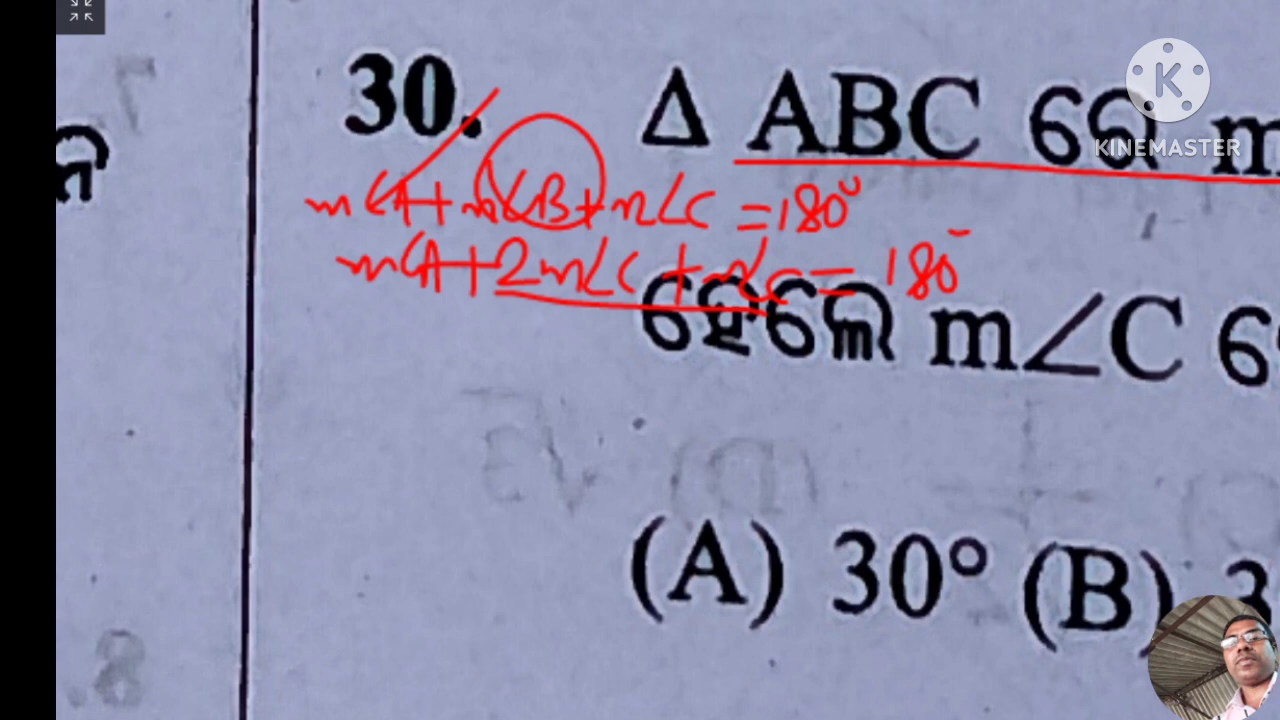 ନ
30. Δ ABC ରେ m
KINEMASTER
m∠A + m∠B + m∠C = 180°
m∠A + 2m∠C + m∠C = 180°
ହେଲେ m∠C
(A) 30° (B) 3